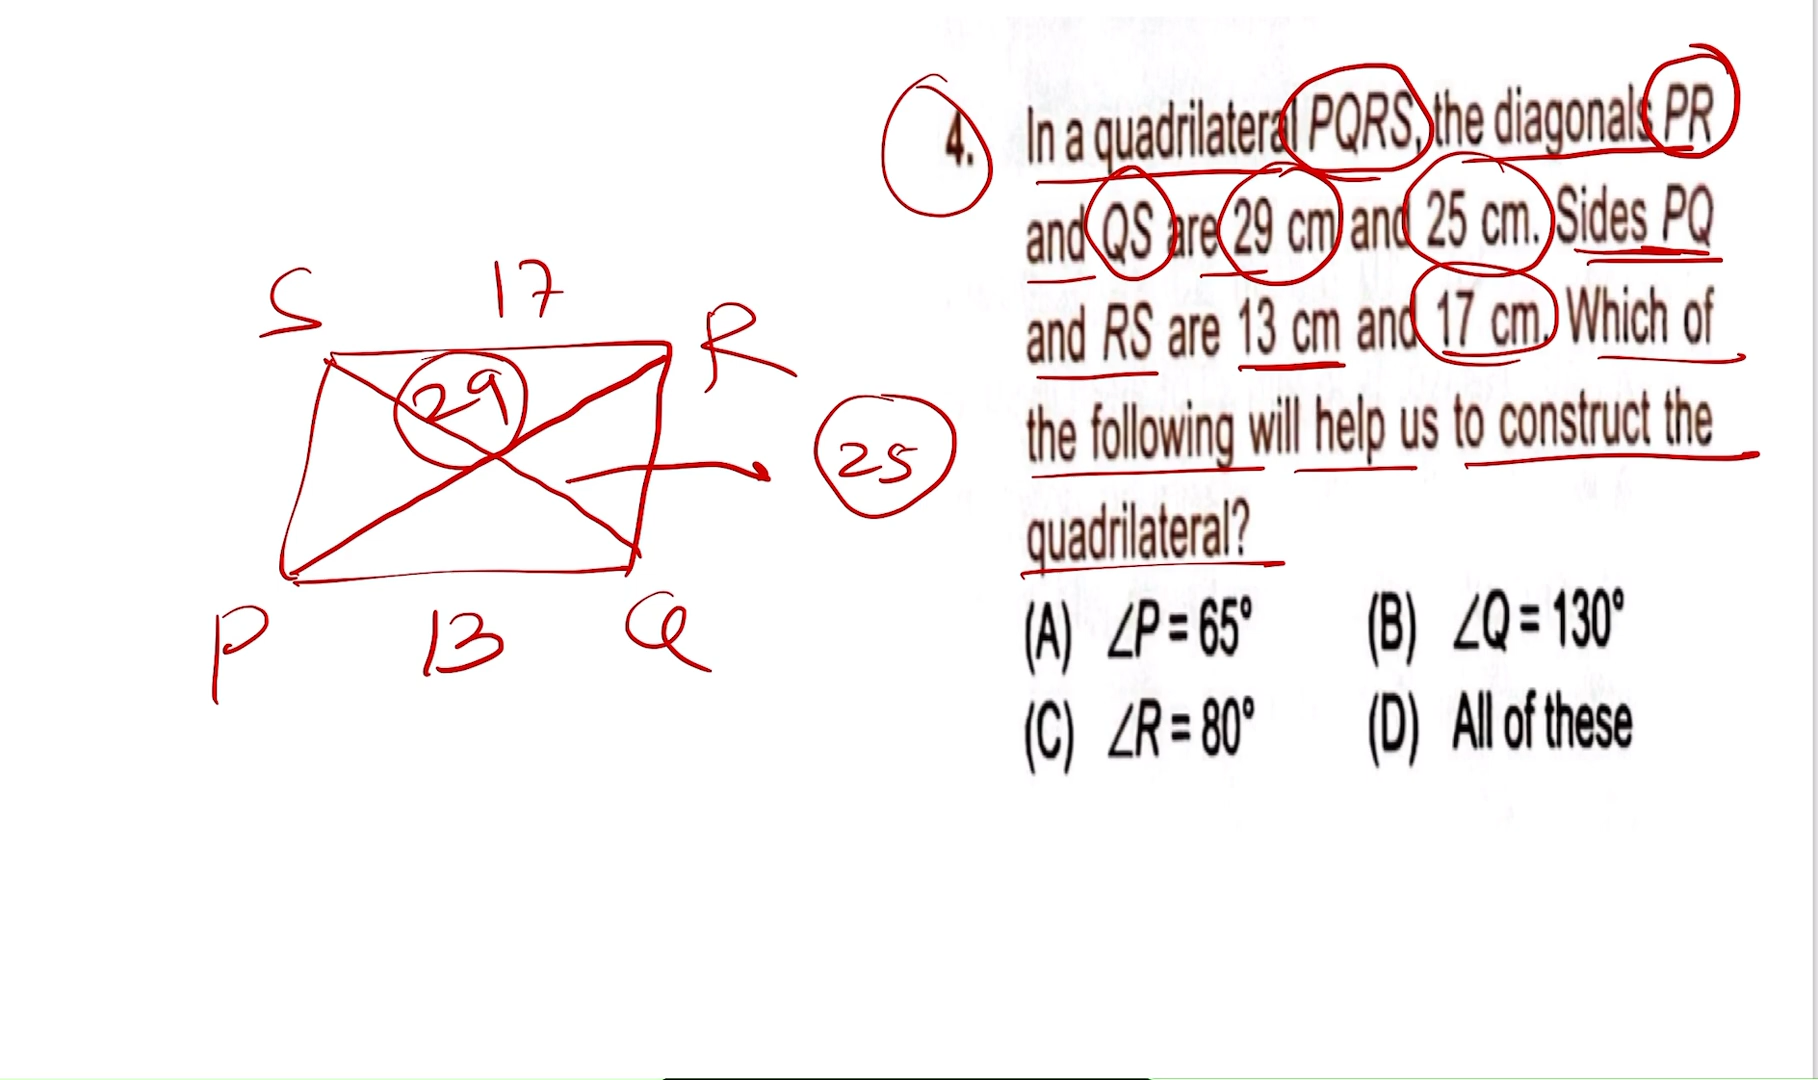 4. In a quadrilateral PQRS, the diagonals PR
and QS are 29 cm and 25 cm. Sides PQ
and RS are 13 cm and 17 cm. Which of
the following will help us to construct the
quadrilateral?
(A) ∠P = 65° (B) ∠Q = 130°
(C) ∠R = 80° (D) All of these
S 17 R
29
25
P 13 Q